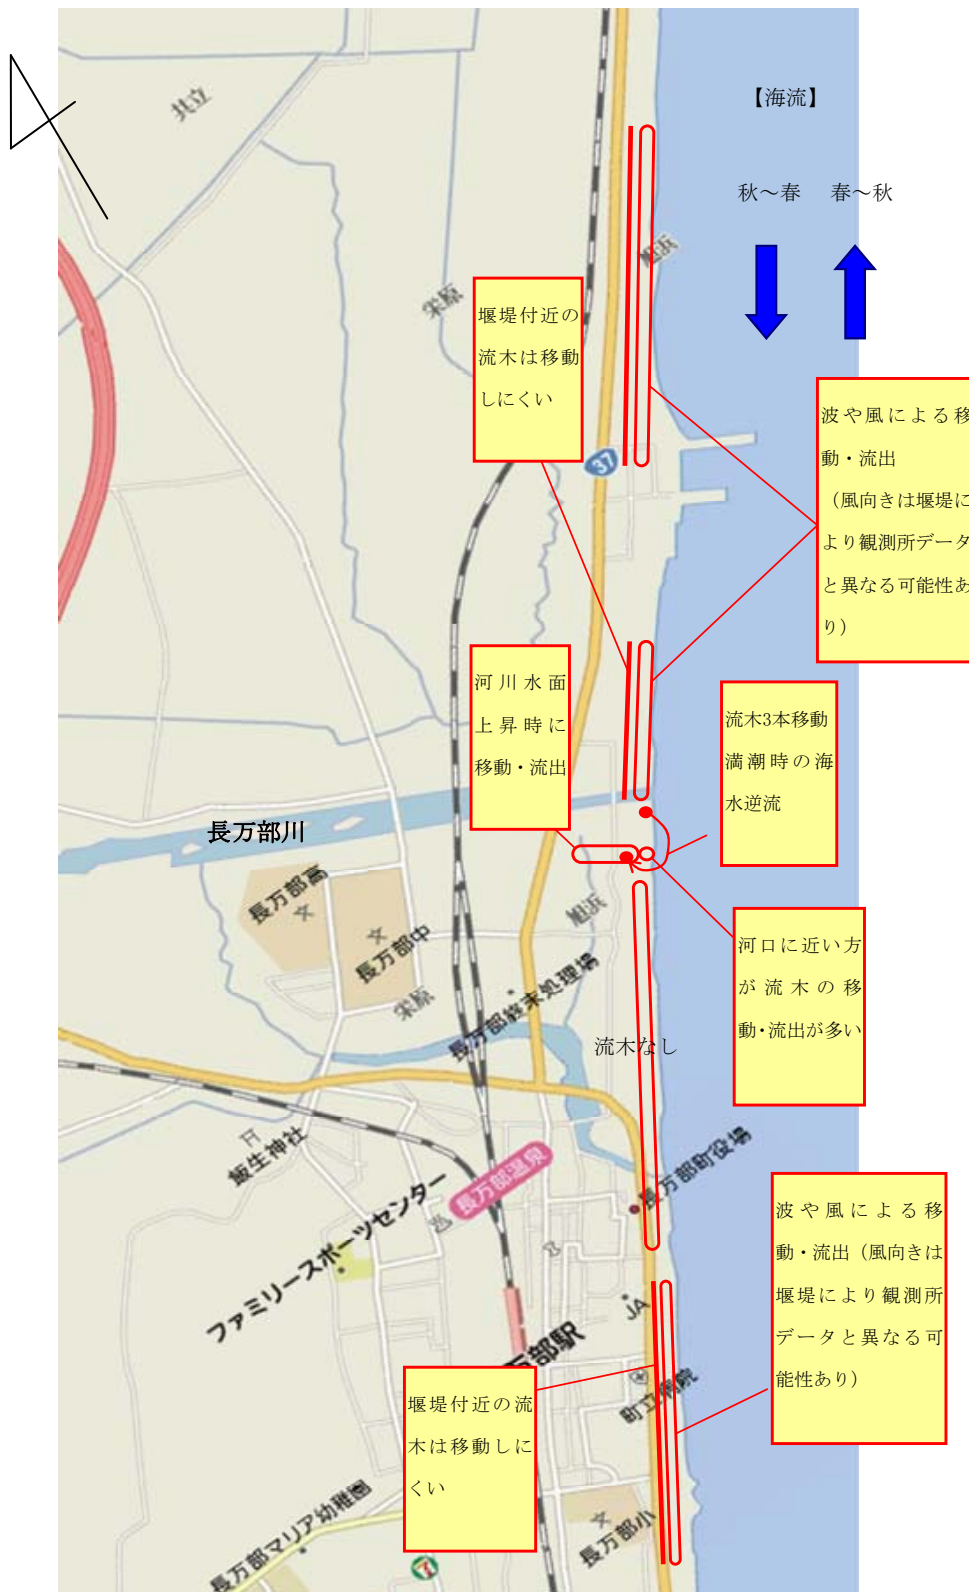 【海流】
共立
秋～春
春～秋
旭浜
栄原
堰堤付近の
流木は移動
しにくい
波や風による移
動・流出
（風向きは堰堤に
より観測所データ
と異なる可能性あ
り）
37
河川水面
上昇時に
移動・流出
流木3本移動
満潮時の海
水逆流
長万部川
長万部高
旭浜
長万部中
河口に近い方
が流木の移
動・流出が多い
栄原
長万部終末処理場
流木なし
飯生神社
長万部町役場
長万部温泉
ファミリースポーツセンター
波や風による移
動・流出（風向きは
堰堤により観測所
データと異なる可
能性あり）
JA
万部駅
町立病院
堰堤付近の流
木は移動しに
くい
長万部マリア幼稚園
長万部小